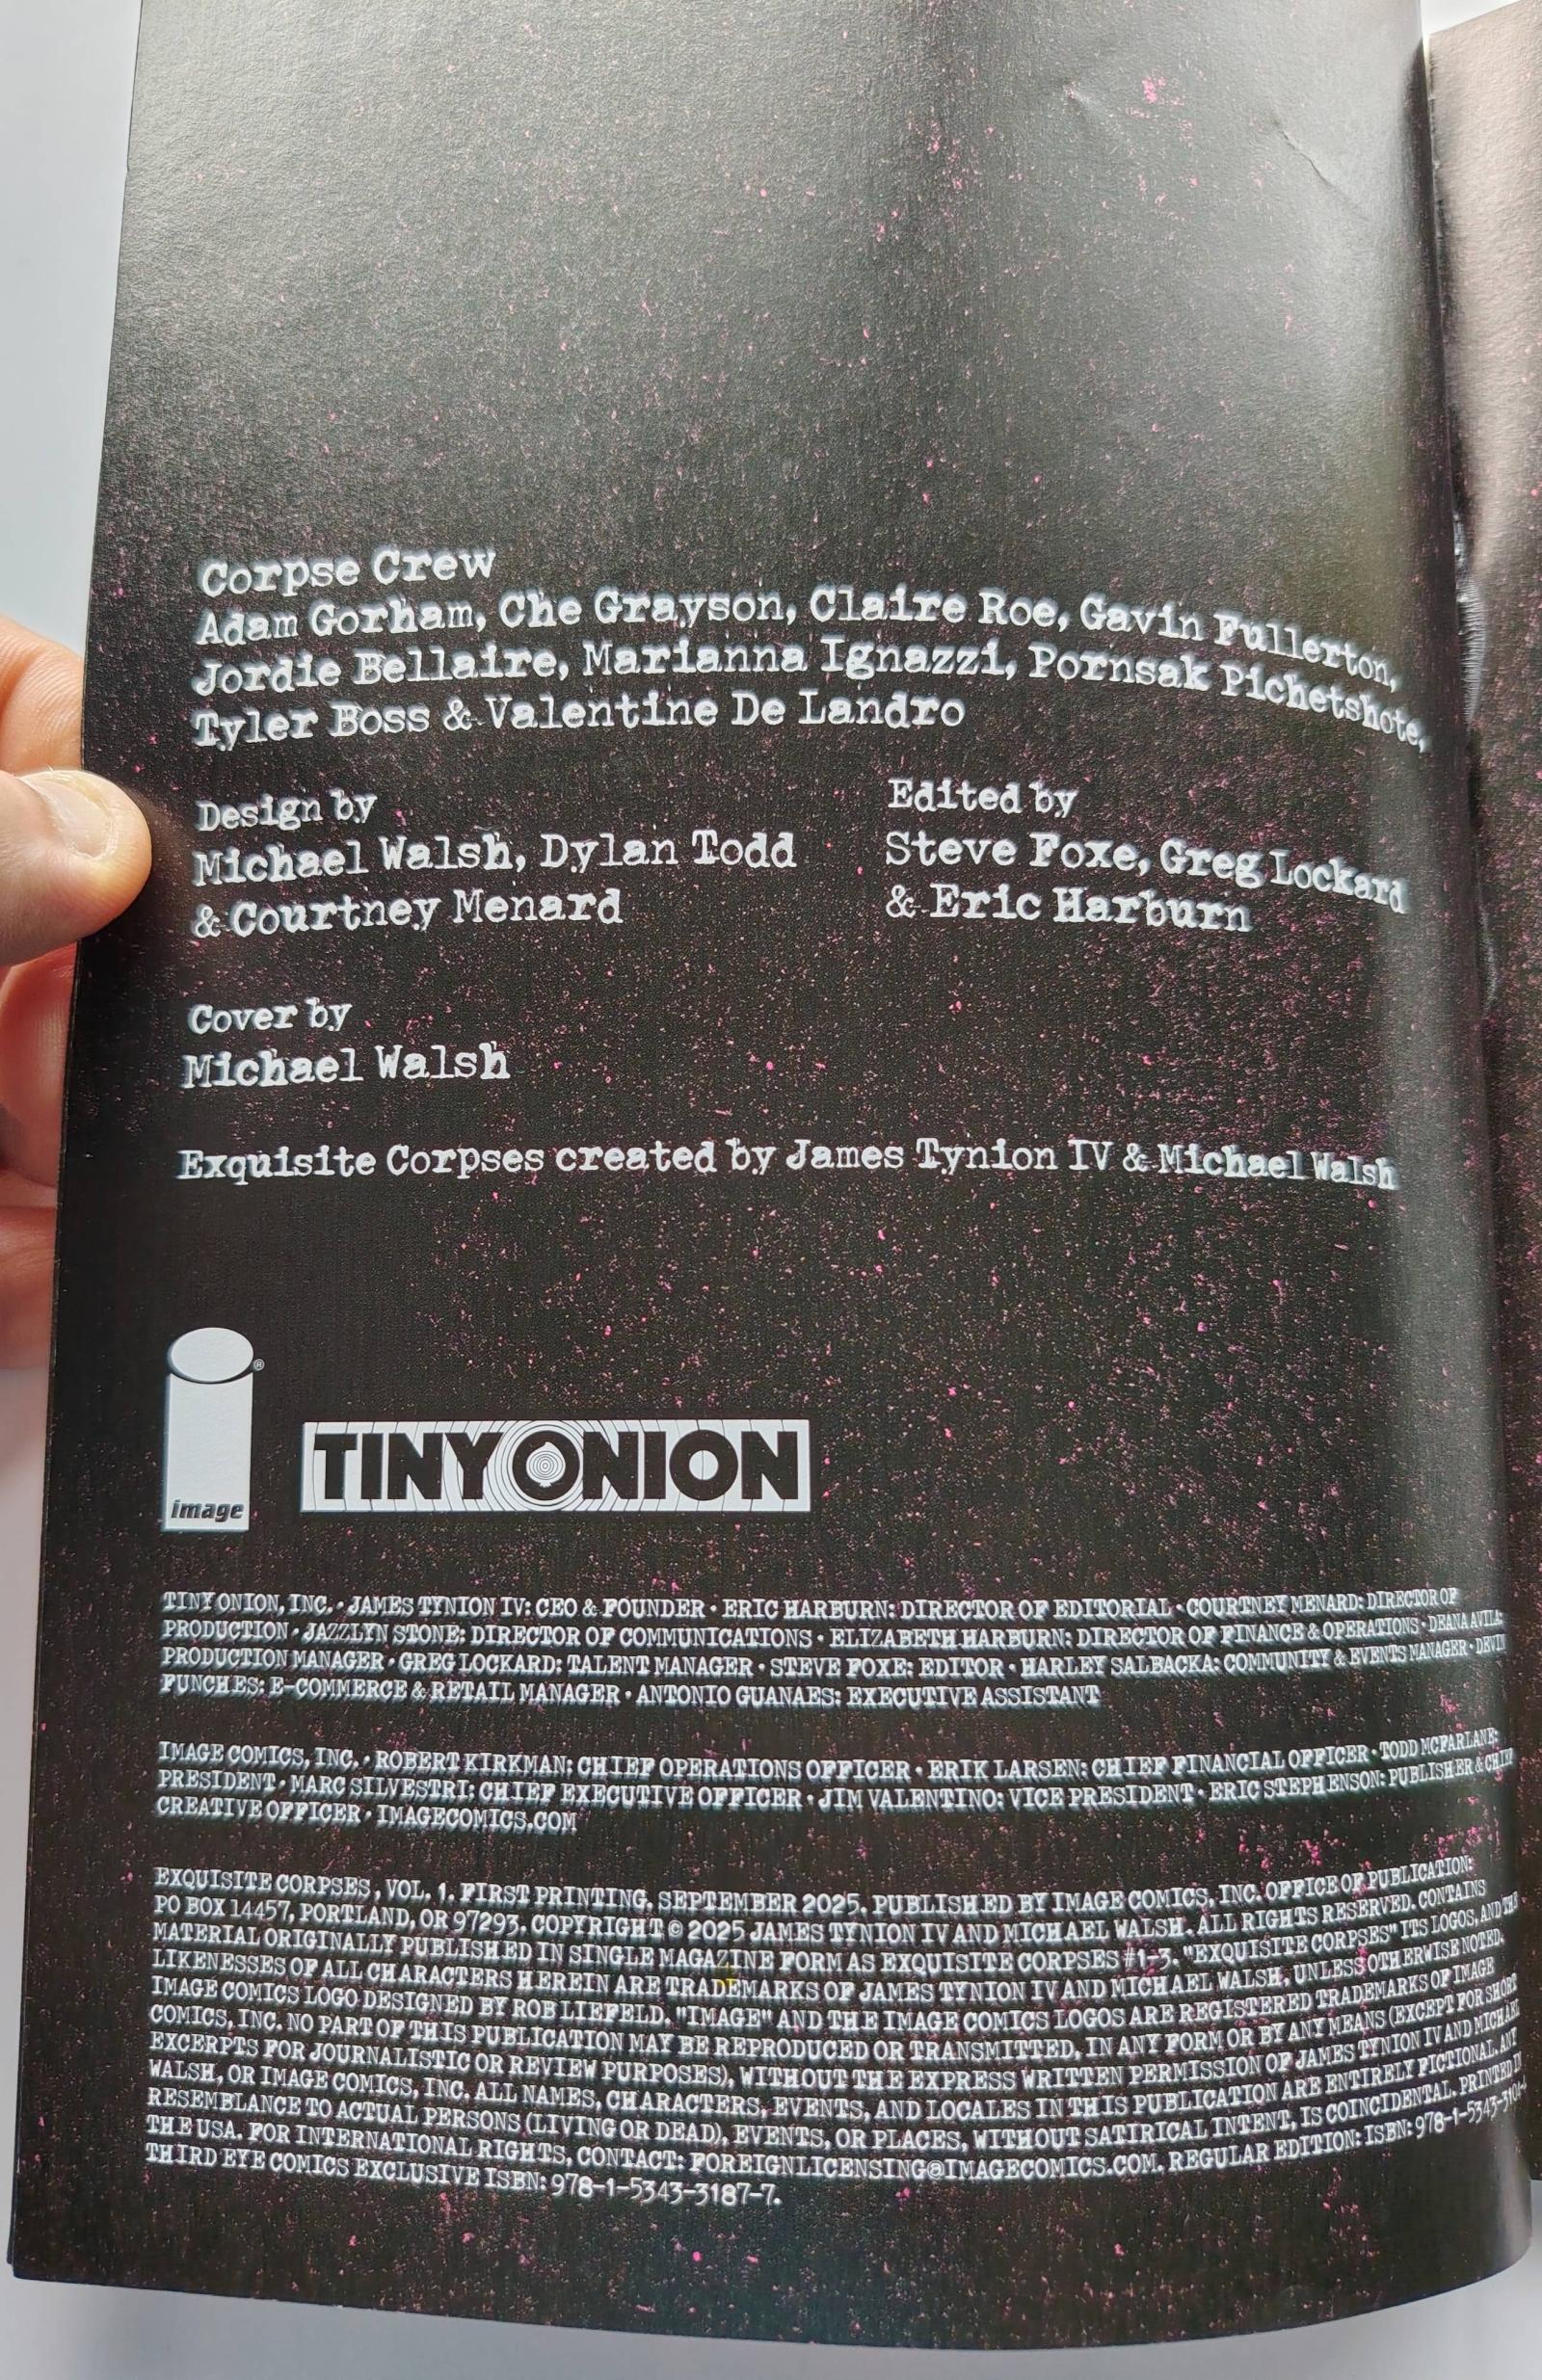 Corpse Crew
Adam Gorham, Che Grayson, Claire Roe, Gavin Fullerton,
Jordie Bellaire, Marianna Ignazzi, Pornsak Pichetshote,
Tyler Boss & Valentine De Landro
Design by
Michael Walsh, Dylan Todd
& Courtney Menard
Edited by
Steve Foxe, Greg Lockard
& Eric Harburn
Cover by
Michael Walsh
Exquisite Corpses created by James Tynion IV & Michael Walsh
®
image
TINY ONION
TINY ONION, INC. • JAMES TYNION IV: CEO & FOUNDER • ERIC HARBURN: DIRECTOR OF EDITORIAL • COURTNEY MENARD: DIRECTOR OF
PRODUCTION • JAZZLYN STONE: DIRECTOR OF COMMUNICATIONS • ELIZABETH HARBURN: DIRECTOR OF FINANCE & OPERATIONS • DEANA AVILA:
PRODUCTION MANAGER • GREG LOCKARD: TALENT MANAGER • STEVE FOXE: EDITOR • HARLEY SALBACKA: COMMUNITY & EVENTS MANAGER • DEVIN
FUNCHES: E-COMMERCE & RETAIL MANAGER • ANTONIO GUANAES: EXECUTIVE ASSISTANT
IMAGE COMICS, INC. • ROBERT KIRKMAN: CHIEF OPERATIONS OFFICER • ERIK LARSEN: CHIEF FINANCIAL OFFICER • TODD MCFARLANE:
PRESIDENT • MARC SILVESTRI: CHIEF EXECUTIVE OFFICER • JIM VALENTINO: VICE PRESIDENT • ERIC STEPHENSON: PUBLISHER & CHIEF
CREATIVE OFFICER • IMAGECOMICS.COM
EXQUISITE CORPSES, VOL. 1. FIRST PRINTING. SEPTEMBER 2025. PUBLISHED BY IMAGE COMICS, INC. OFFICE OF PUBLICATION:
PO BOX 14457, PORTLAND, OR 97293. COPYRIGHT © 2025 JAMES TYNION IV AND MICHAEL WALSH. ALL RIGHTS RESERVED. CONTAINS
MATERIAL ORIGINALLY PUBLISHED IN SINGLE MAGAZINE FORM AS EXQUISITE CORPSES #1-3. "EXQUISITE CORPSES" ITS LOGOS, AND THE
LIKENESSES OF ALL CHARACTERS HEREIN ARE TRADEMARKS OF JAMES TYNION IV AND MICHAEL WALSH, UNLESS OTHERWISE NOTED.
IMAGE COMICS LOGO DESIGNED BY ROB LIEFELD. "IMAGE" AND THE IMAGE COMICS LOGOS ARE REGISTERED TRADEMARKS OF IMAGE
COMICS, INC. NO PART OF THIS PUBLICATION MAY BE REPRODUCED OR TRANSMITTED, IN ANY FORM OR BY ANY MEANS (EXCEPT FOR SHORT
EXCERPTS FOR JOURNALISTIC OR REVIEW PURPOSES), WITHOUT THE EXPRESS WRITTEN PERMISSION OF JAMES TYNION IV AND MICHAEL
WALSH, OR IMAGE COMICS, INC. ALL NAMES, CHARACTERS, EVENTS, AND LOCALES IN THIS PUBLICATION ARE ENTIRELY FICTIONAL. ANY
RESEMBLANCE TO ACTUAL PERSONS (LIVING OR DEAD), EVENTS, OR PLACES, WITHOUT SATIRICAL INTENT, IS COINCIDENTAL. PRINTED IN
THE USA. FOR INTERNATIONAL RIGHTS, CONTACT: FOREIGNLICENSING@IMAGECOMICS.COM. REGULAR EDITION: ISBN:
THIRD EYE COMICS EXCLUSIVE ISBN: 978-1-5343-3187-7.